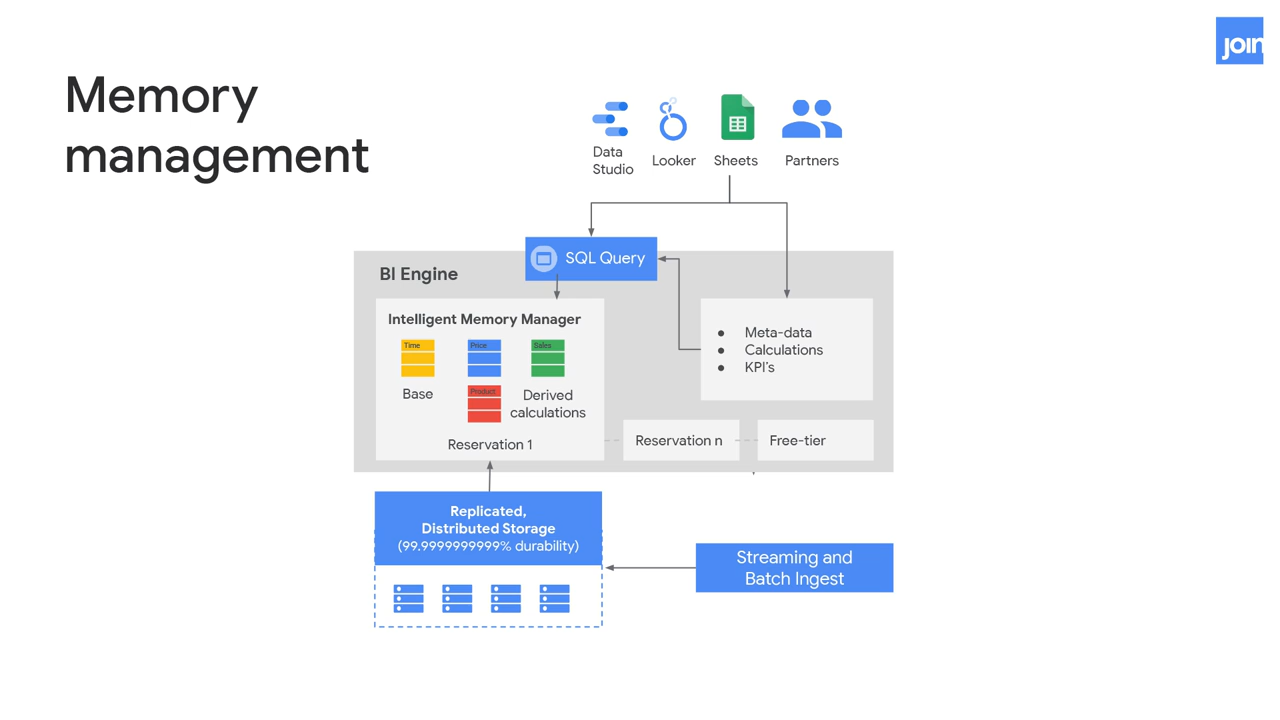 Memory
management
join
Data
Studio
Looker
Sheets
Partners
SQL Query
BI Engine
Intelligent Memory Manager
Time
Price
Sales
Base
Product
Derived
calculations
Reservation 1
● Meta-data
● Calculations
● KPI's
Reservation n
Free-tier
Replicated,
Distributed Storage
(99.9999999999% durability)
Streaming and
Batch Ingest